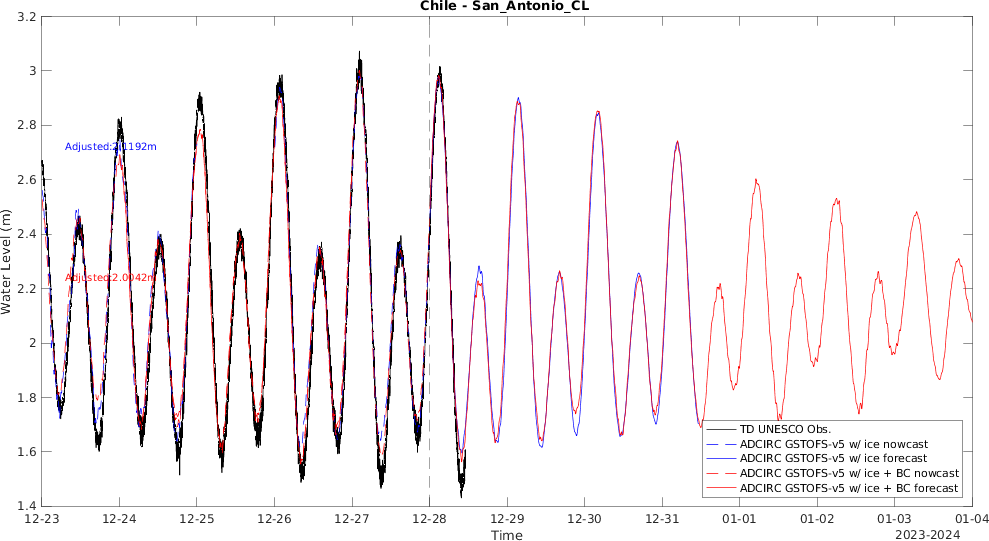 Chile - San_Antonio_CL
3.2
3
2.8
2.6
2.4
2.2
2
1.8
1.6
1.4
Water Level (m)
Adjusted:2.1192m
Adjusted:2.0042m
TD UNESCO Obs.
ADCIRC GSTOFS-v5 w/ ice nowcast
ADCIRC GSTOFS-v5 w/ ice forecast
ADCIRC GSTOFS-v5 w/ ice + BC nowcast
ADCIRC GSTOFS-v5 w/ ice + BC forecast
12-23 12-24 12-25 12-26 12-27 12-28 12-29 12-30 12-31 01-01 01-02 01-03 01-04
Time
2023-2024